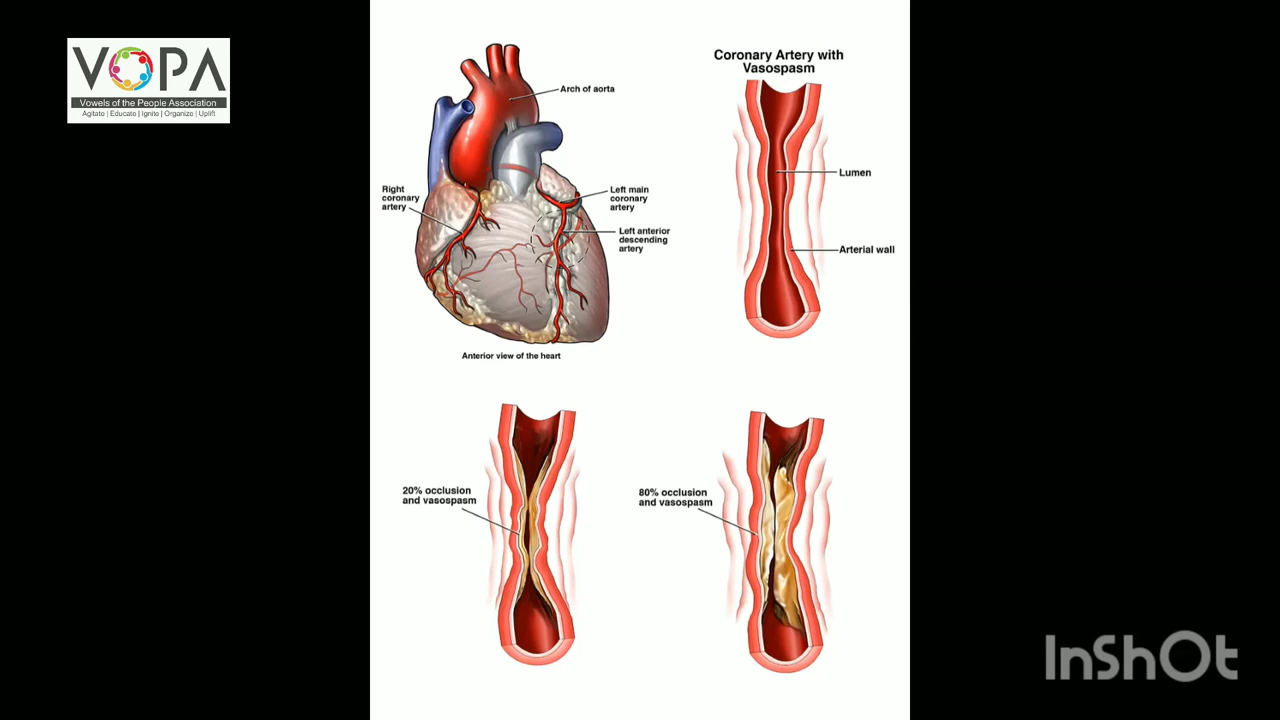 VOPA
Vowels of the People Association
Agitate | Educate | Ignite | Organize | Uplift
Arch of aorta
Right
coronary
artery
Left main
coronary
artery
Left anterior
descending
artery
Anterior view of the heart
Coronary Artery with
Vasospasm
Lumen
Arterial wall
20% occlusion
and vasospasm
80% occlusion
and vasospasm
InShOt